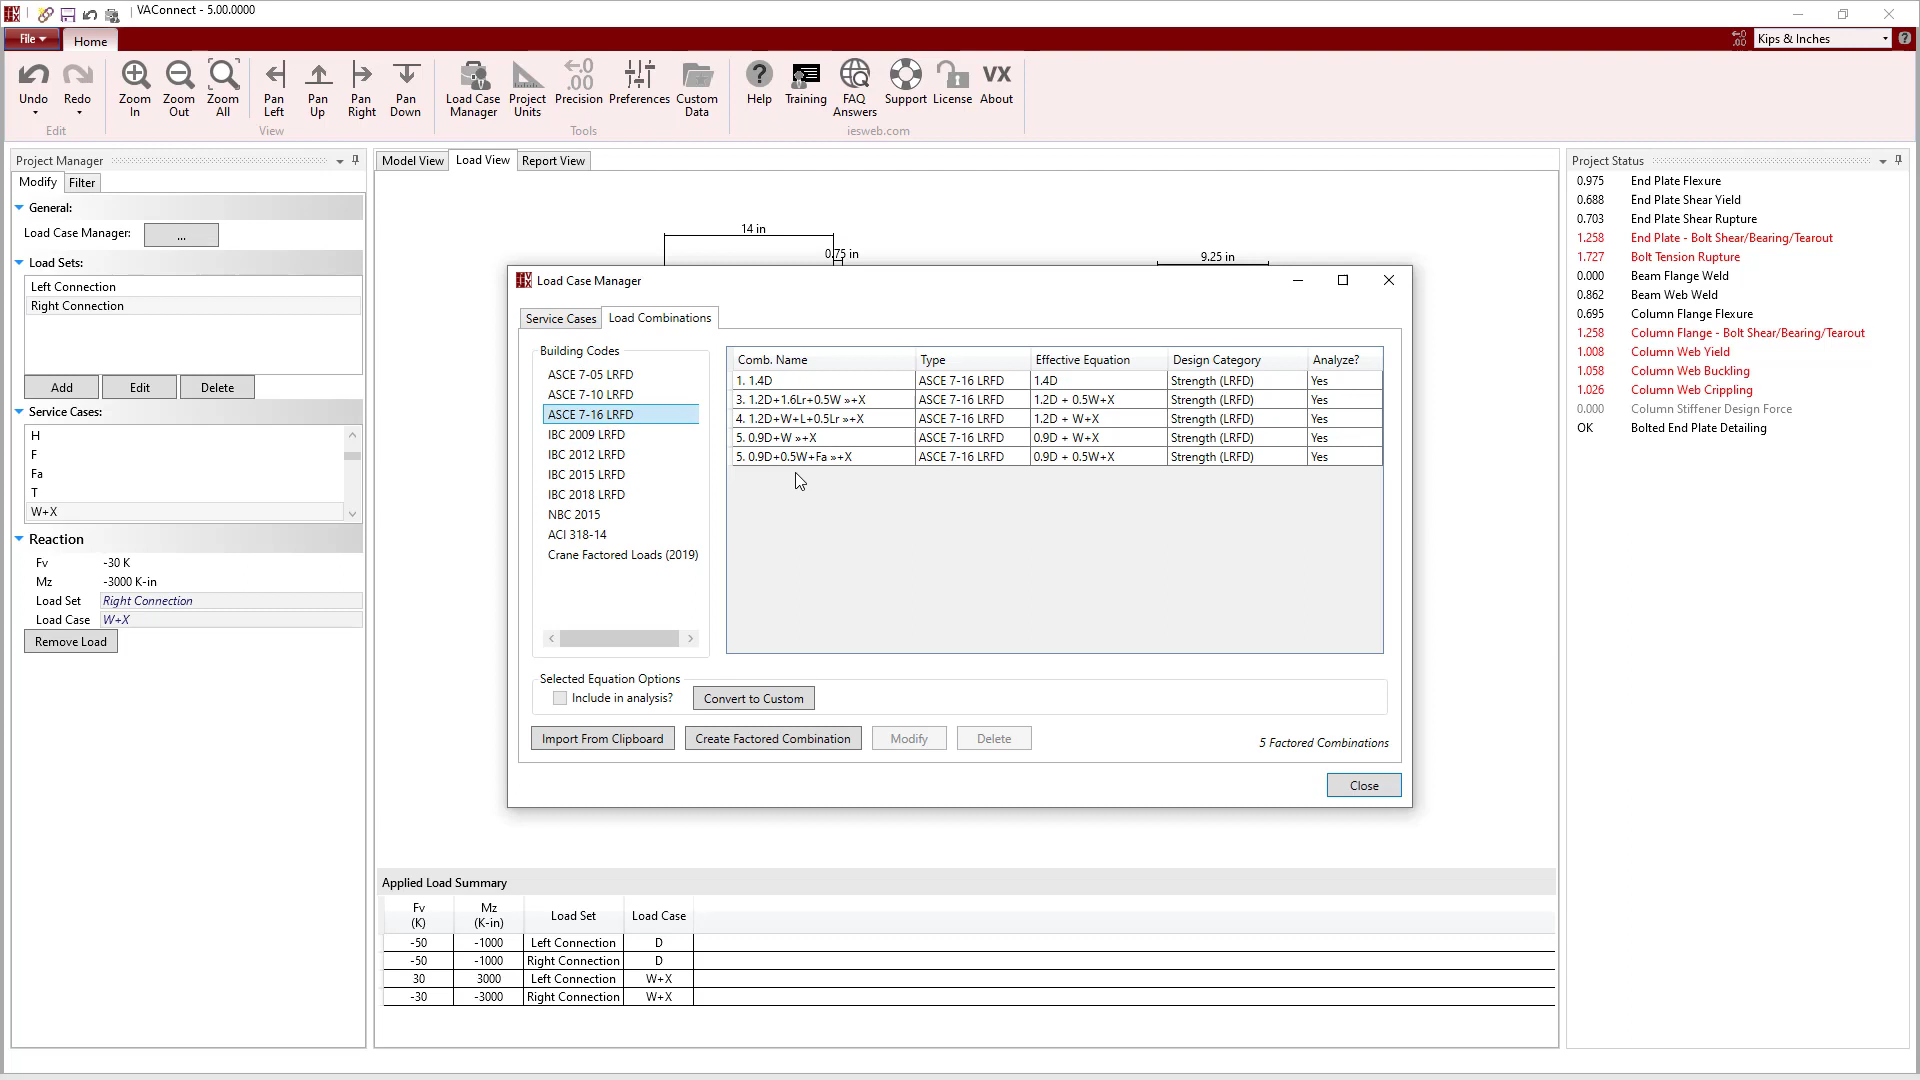 VAConnect - 5.00.0000
File
Home
Kips & Inches
Undo
Redo
Zoom In
Zoom Out
Zoom All
Pan Left
Pan Up
Pan Right
Pan Down
Load Case Manager
Project Units
Precision
Preferences
Custom Data
Help
Training
FAQ Answers
Support
License
VX
About
Edit
View
Tools
iesweb.com
Project Manager
Modify
Filter
General:
Load Case Manager:
...
Load Sets:
Left Connection
Right Connection
Add
Edit
Delete
Service Cases:
H
F
Fa
T
W+X
Reaction
Fv -30 K
Mz -3000 K-in
Load Set Right Connection
Load Case W+X
Remove Load
Model View
Load View
Report View
14 in
0.75 in
9.25 in
Load Case Manager
Service Cases
Load Combinations
Building Codes
ASCE 7-05 LRFD
ASCE 7-10 LRFD
ASCE 7-16 LRFD
IBC 2009 LRFD
IBC 2012 LRFD
IBC 2015 LRFD
IBC 2018 LRFD
NBC 2015
ACI 318-14
Crane Factored Loads (2019)
Comb. Name Type Effective Equation Design Category Analyze?
1. 1.4D ASCE 7-16 LRFD 1.4D Strength (LRFD) Yes
3. 1.2D+1.6Lr+0.5W »+X ASCE 7-16 LRFD 1.2D + 0.5W+X Strength (LRFD) Yes
4. 1.2D+W+L+0.5Lr »+X ASCE 7-16 LRFD 1.2D + W+X Strength (LRFD) Yes
5. 0.9D+W »+X ASCE 7-16 LRFD 0.9D + W+X Strength (LRFD) Yes
5. 0.9D+0.5W+Fa »+X ASCE 7-16 LRFD 0.9D + 0.5W+X Strength (LRFD) Yes
Selected Equation Options
Include in analysis?
Convert to Custom
Import From Clipboard
Create Factored Combination
Modify
Delete
5 Factored Combinations
Close
Applied Load Summary
Fv (K) Mz (K-in) Load Set Load Case
-50 -1000 Left Connection D
-50 -1000 Right Connection D
30 3000 Left Connection W+X
-30 -3000 Right Connection W+X
Project Status
0.975 End Plate Flexure
0.688 End Plate Shear Yield
0.703 End Plate Shear Rupture
1.258 End Plate - Bolt Shear/Bearing/Tearout
1.727 Bolt Tension Rupture
0.000 Beam Flange Weld
0.862 Beam Web Weld
0.695 Column Flange Flexure
1.258 Column Flange - Bolt Shear/Bearing/Tearout
1.008 Column Web Yield
1.058 Column Web Buckling
1.026 Column Web Crippling
0.000 Column Stiffener Design Force
OK Bolted End Plate Detailing